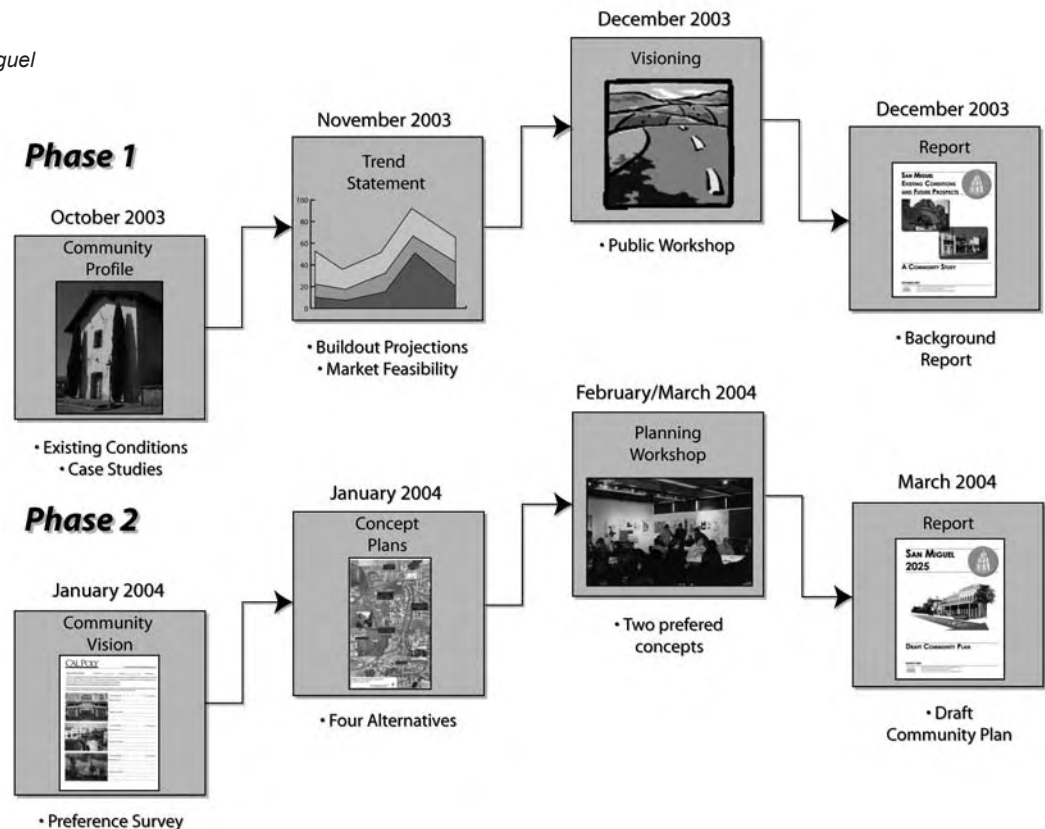 guel
Phase 1
October 2003
Community
Profile
• Existing Conditions
• Case Studies
November 2003
Trend
Statement
100
80
60
40
20
0
• Buildout Projections
• Market Feasibility
December 2003
Visioning
• Public Workshop
December 2003
Report
SAN MIGUEL
EXISTING CONDITIONS
AND FUTURE PROSPECTS
A COMMUNITY STUDY
• Background
Report
Phase 2
January 2004
Community
Vision
CAL POLY
• Preference Survey
January 2004
Concept
Plans
• Four Alternatives
February/March 2004
Planning
Workshop
• Two prefered
concepts
March 2004
Report
SAN MIGUEL
2025
DRAFT COMMUNITY PLAN
• Draft
Community Plan